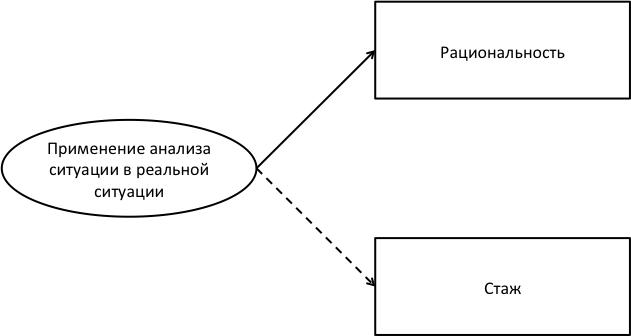 Рациональность
Применение анализа
ситуации в реальной
ситуации
Стаж